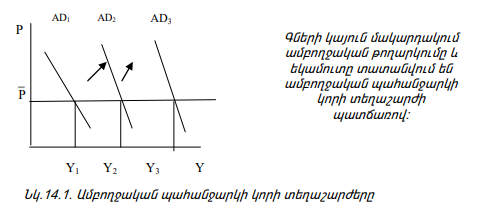 AD₁ AD₂ AD₃
P
P̅
Y₁ Y₂ Y₃ Y
Գների կայուն մակարդակում
ամբողջական թողարկումը և
եկամուտը տատանվում են
ամբողջական պահանջարկի
կորի տեղաշարժի
պատճառով:
Նկ.14.1. Ամբողջական պահանջարկի կորի տեղաշարժերը